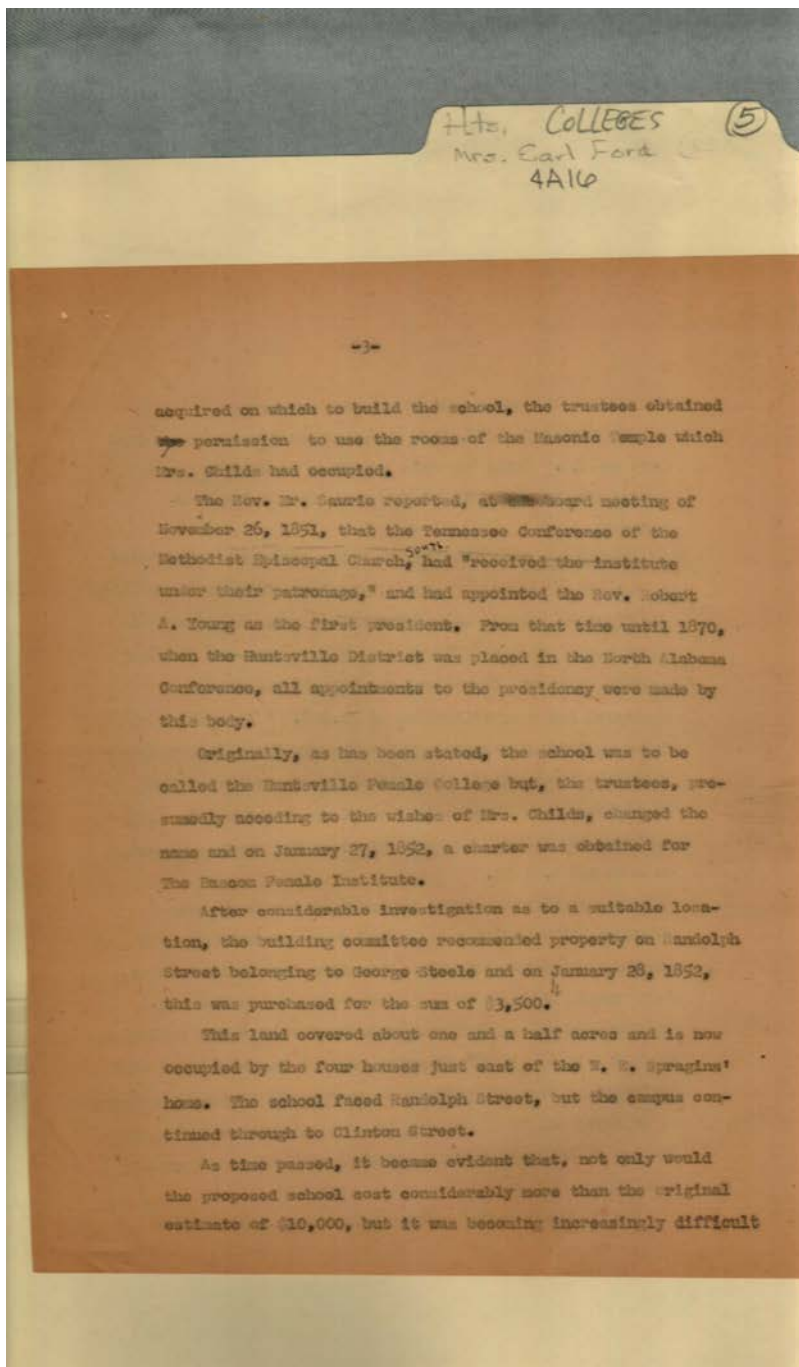 Hts. COLLEGES (5)
Mrs. Earl Ford
4A16
-3-
acquired on which to build the school, the trustees obtained
permission to use the rooms of the Masonic Temple which
Mrs. Childs had occupied.
The Rev. Mr. Saurie reported, at board meeting of
November 26, 1851, that the Tennessee Conference of the
Methodist Episcopal Church, South had "received the institute
under their patronage," and had appointed the Rev. Robert
A. Young as the first president. From that time until 1870,
when the Huntsville District was placed in the North Alabama
Conference, all appointments to the presidency were made by
this body.
Originally, as has been stated, the school was to be
called the Huntsville Female College but, the trustees, pre-
sumedly acceding to the wishes of Mrs. Childs, changed the
name and on January 27, 1852, a charter was obtained for
The Bascom Female Institute.
After considerable investigation as to a suitable loca-
tion, the building committee recommended property on Randolph
Street belonging to George Steele and on January 28, 1852,
4
this was purchased for the sum of $3,500.
This land covered about one and a half acres and is now
occupied by the four houses just east of the W. E. Spragins'
home. The school faced Randolph Street, but the campus con-
tinued through to Clinton Street.
As time passed, it became evident that, not only would
the proposed school cost considerably more than the original
estimate of $10,000, but it was becoming increasingly difficult